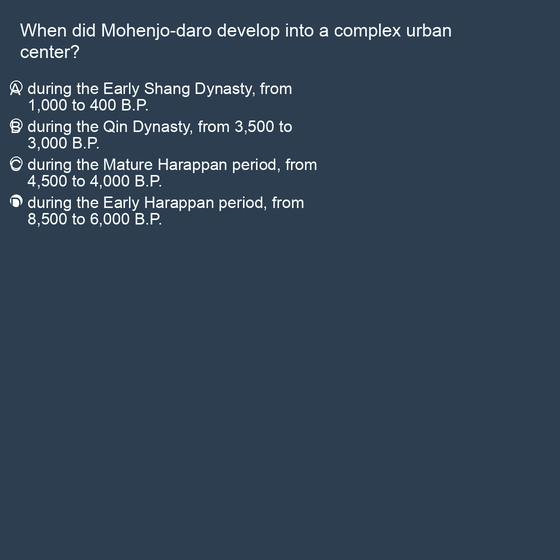 When did Mohenjo-daro develop into a complex urban
center?
A during the Early Shang Dynasty, from
1,000 to 400 B.P.
B during the Qin Dynasty, from 3,500 to
3,000 B.P.
C during the Mature Harappan period, from
4,500 to 4,000 B.P.
D during the Early Harappan period, from
8,500 to 6,000 B.P.